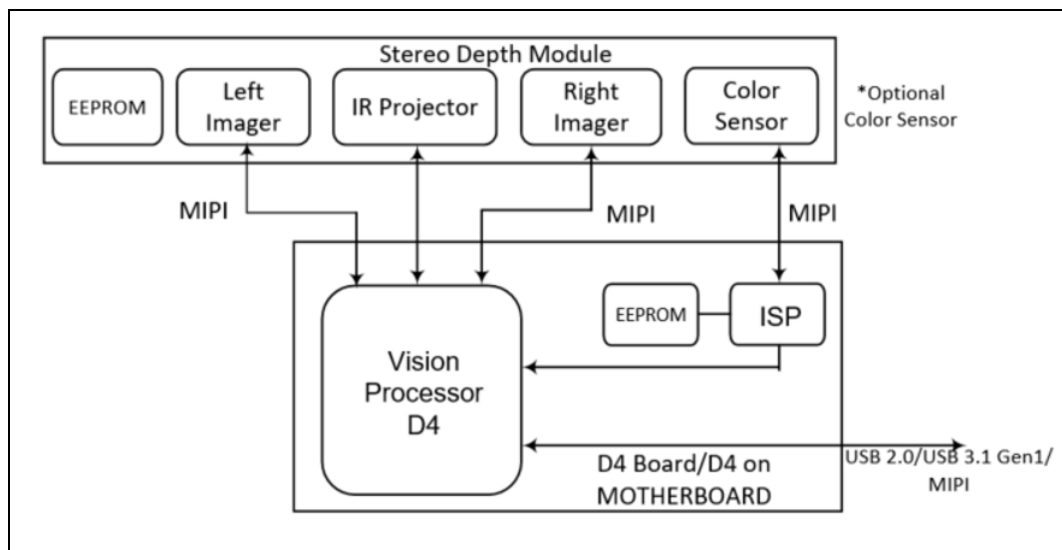 Stereo Depth Module
EEPROM
Left
Imager
IR Projector
Right
Imager
Color
Sensor
*Optional
Color Sensor
MIPI
MIPI
MIPI
EEPROM
ISP
Vision
Processor
D4
D4 Board/D4 on
MOTHERBOARD
USB 2.0/USB 3.1 Gen1/
MIPI